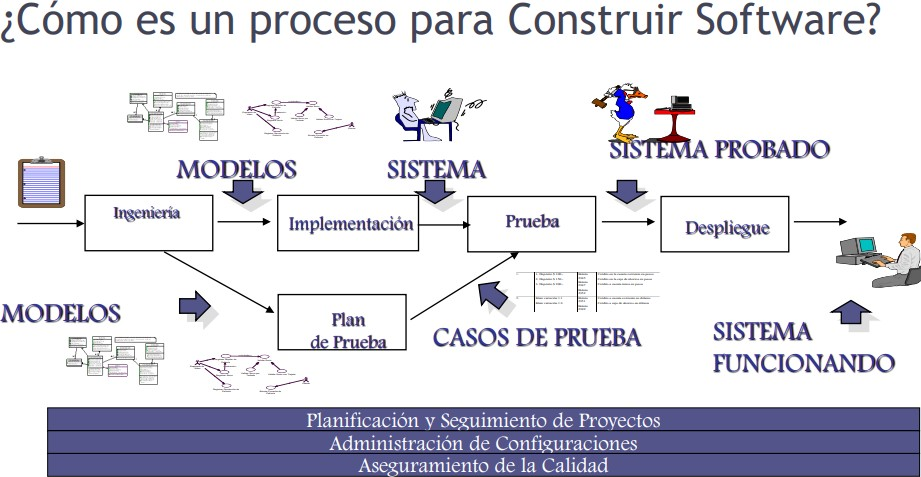 ¿Cómo es un proceso para Construir Software?
MODELOS
SISTEMA
SISTEMA PROBADO
Ingeniería
Implementación
Prueba
Despliegue
MODELOS
Plan
de Prueba
CASOS DE PRUEBA
SISTEMA
FUNCIONANDO
Planificación y Seguimiento de Proyectos
Administración de Configuraciones
Aseguramiento de la Calidad